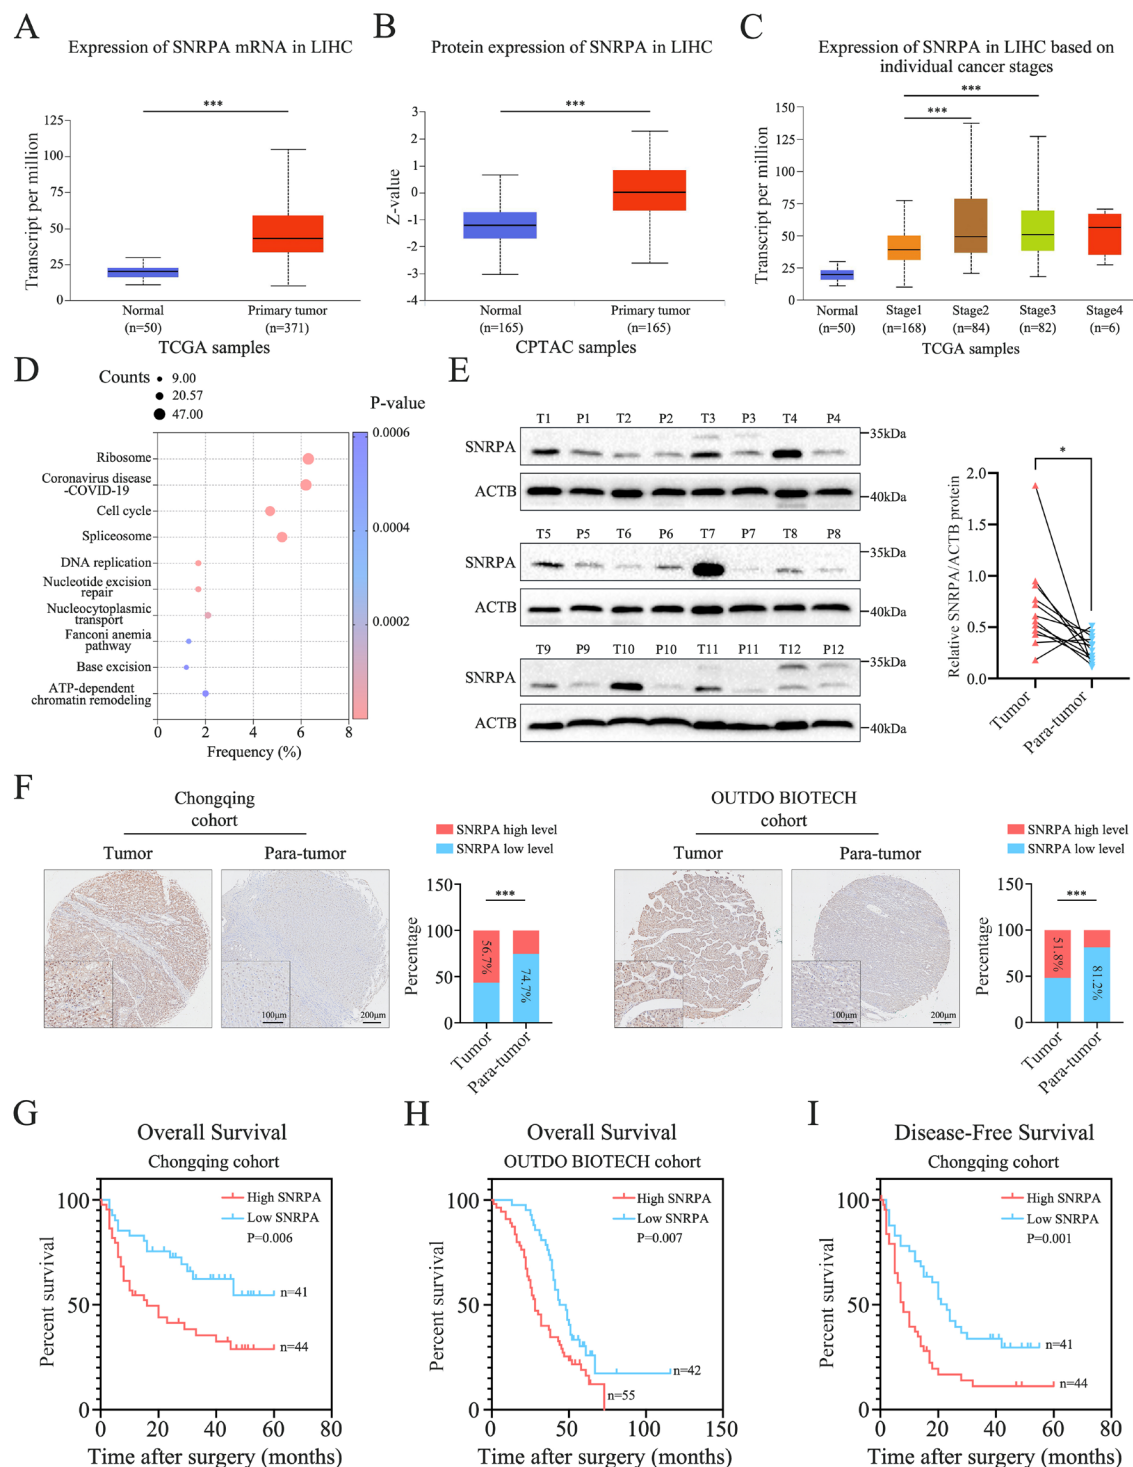 A
Expression of SNRPA mRNA in LIHC
***
Transcript per million
125
100
75
50
25
0
Normal
(n=50)
Primary tumor
(n=371)
TCGA samples
B
Protein expression of SNRPA in LIHC
***
Z-value
3
2
1
0
-1
-2
-3
-4
Normal
(n=165)
Primary tumor
(n=165)
CPTAC samples
C
Expression of SNRPA in LIHC based on
individual cancer stages
***
***
Transcript per million
150
125
100
75
50
25
0
Normal
(n=50)
Stage1
(n=168)
Stage2
(n=84)
Stage3
(n=82)
Stage4
(n=6)
TCGA samples
D
Counts
9.00
20.57
47.00
P-value
0.0006
0.0004
0.0002
Ribosome
Coronavirus disease
-COVID-19
Cell cycle
Spliceosome
DNA replication
Nucleotide excision
repair
Nucleocytoplasmic
transport
Fanconi anemia
pathway
Base excision
ATP-dependent
chromatin remodeling
0 2 4 6 8
Frequency (%)
E
T1 P1 T2 P2 T3 P3 T4 P4
SNRPA
35kDa
ACTB
40kDa
T5 P5 T6 P6 T7 P7 T8 P8
SNRPA
35kDa
ACTB
40kDa
T9 P9 T10 P10 T11 P11 T12 P12
SNRPA
35kDa
ACTB
40kDa
*
Relative SNRPA/ACTB protein
2.0
1.5
1.0
0.5
0.0
Tumor
Para-tumor
F
Chongqing
cohort
Tumor
Para-tumor
100μm
200μm
SNRPA high level
SNRPA low level
***
Percentage
150
100
50
0
56.7%
74.7%
Tumor
Para-tumor
OUTDO BIOTECH
cohort
Tumor
Para-tumor
100μm
200μm
SNRPA high level
SNRPA low level
***
Percentage
150
100
50
0
51.8%
81.2%
Tumor
Para-tumor
G
Overall Survival
Chongqing cohort
Percent survival
100
50
0
High SNRPA
Low SNRPA
P=0.006
n=41
n=44
0 20 40 60 80
Time after surgery (months)
H
Overall Survival
OUTDO BIOTECH cohort
Percent survival
100
50
0
High SNRPA
Low SNRPA
P=0.007
n=42
n=55
0 50 100 150
Time after surgery (months)
I
Disease-Free Survival
Chongqing cohort
Percent survival
100
50
0
High SNRPA
Low SNRPA
P=0.001
n=41
n=44
0 20 40 60 80
Time after surgery (months)